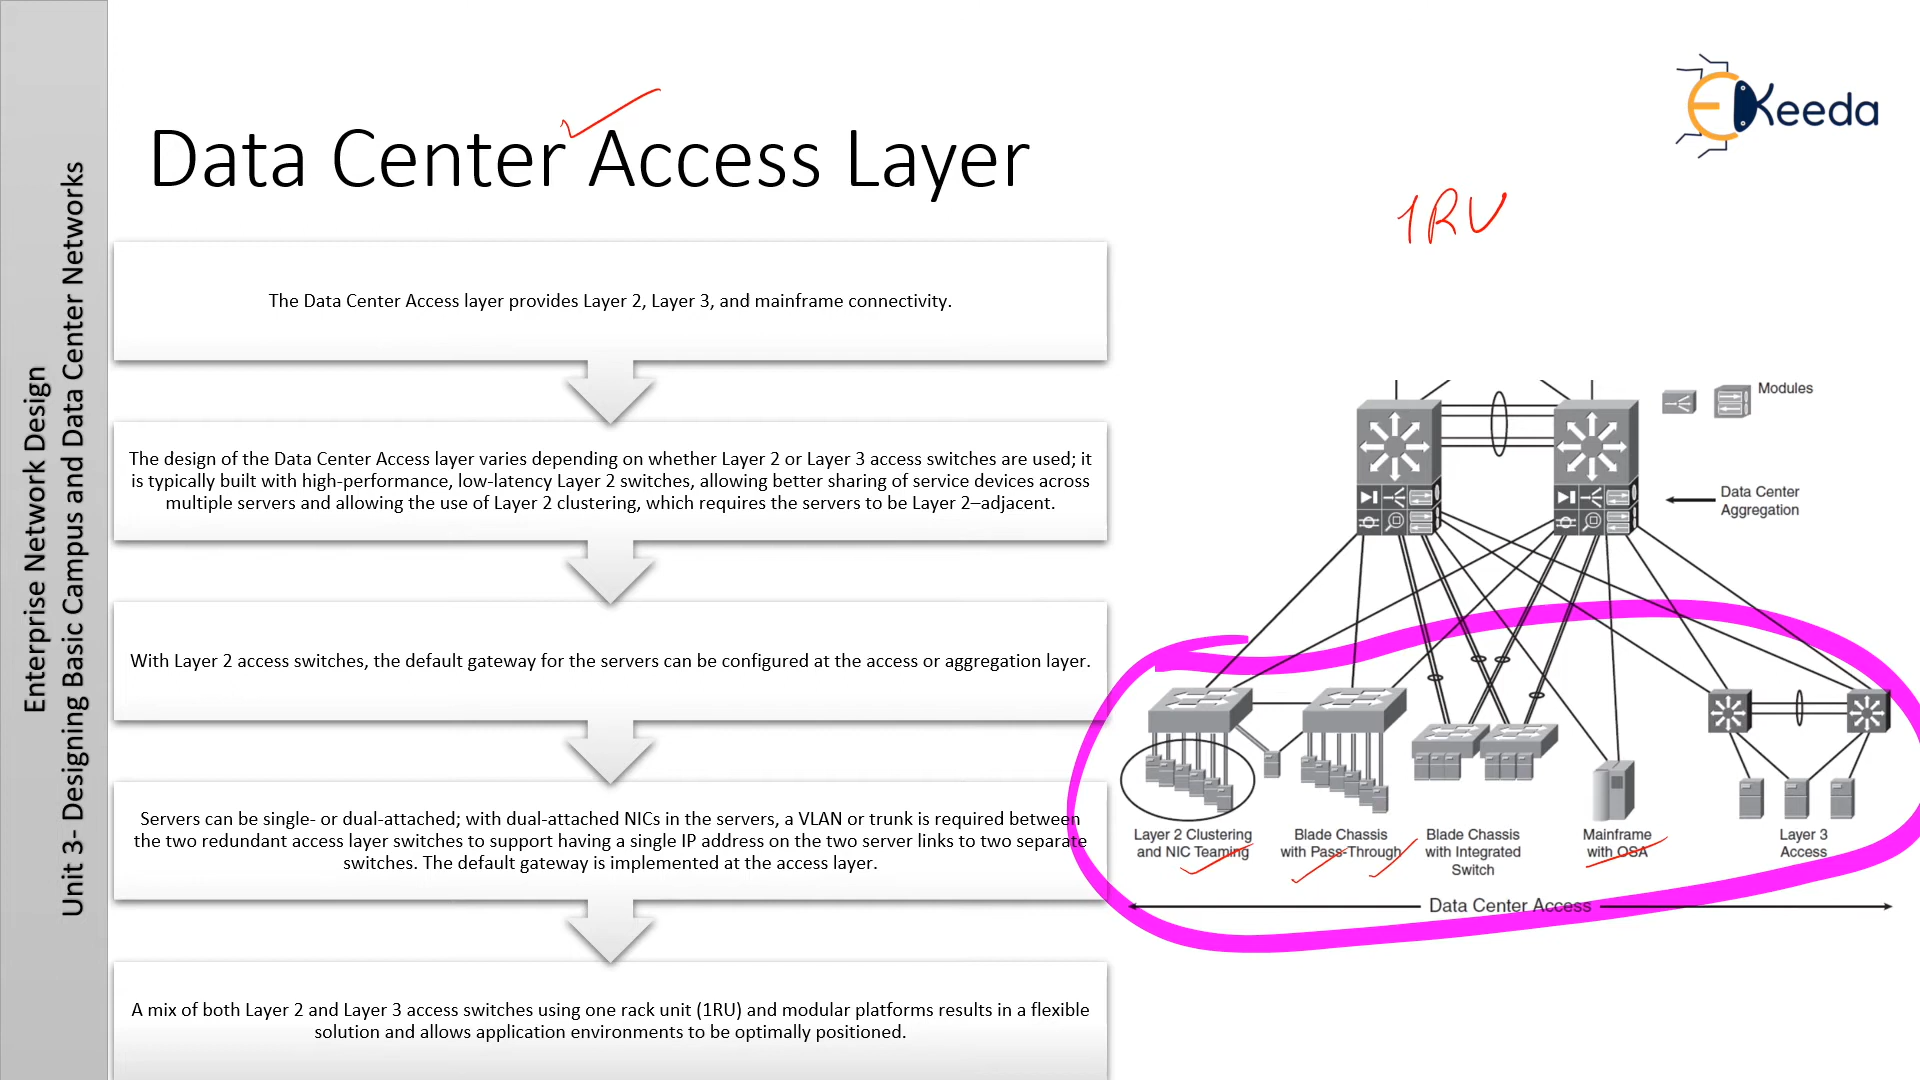 Enterprise Network Design
Unit 3- Designing Basic Campus and Data Center Networks
Data Center Access Layer
EKeeda
1RU
The Data Center Access layer provides Layer 2, Layer 3, and mainframe connectivity.
The design of the Data Center Access layer varies depending on whether Layer 2 or Layer 3 access switches are used; it
is typically built with high-performance, low-latency Layer 2 switches, allowing better sharing of service devices across
multiple servers and allowing the use of Layer 2 clustering, which requires the servers to be Layer 2–adjacent.
With Layer 2 access switches, the default gateway for the servers can be configured at the access or aggregation layer.
Servers can be single- or dual-attached; with dual-attached NICs in the servers, a VLAN or trunk is required between
the two redundant access layer switches to support having a single IP address on the two server links to two separate
switches. The default gateway is implemented at the access layer.
A mix of both Layer 2 and Layer 3 access switches using one rack unit (1RU) and modular platforms results in a flexible
solution and allows application environments to be optimally positioned.
Modules
Data Center
Aggregation
Layer 2 Clustering
and NIC Teaming
Blade Chassis
with Pass-Through
Blade Chassis
with Integrated
Switch
Mainframe
with OSA
Layer 3
Access
Data Center Access